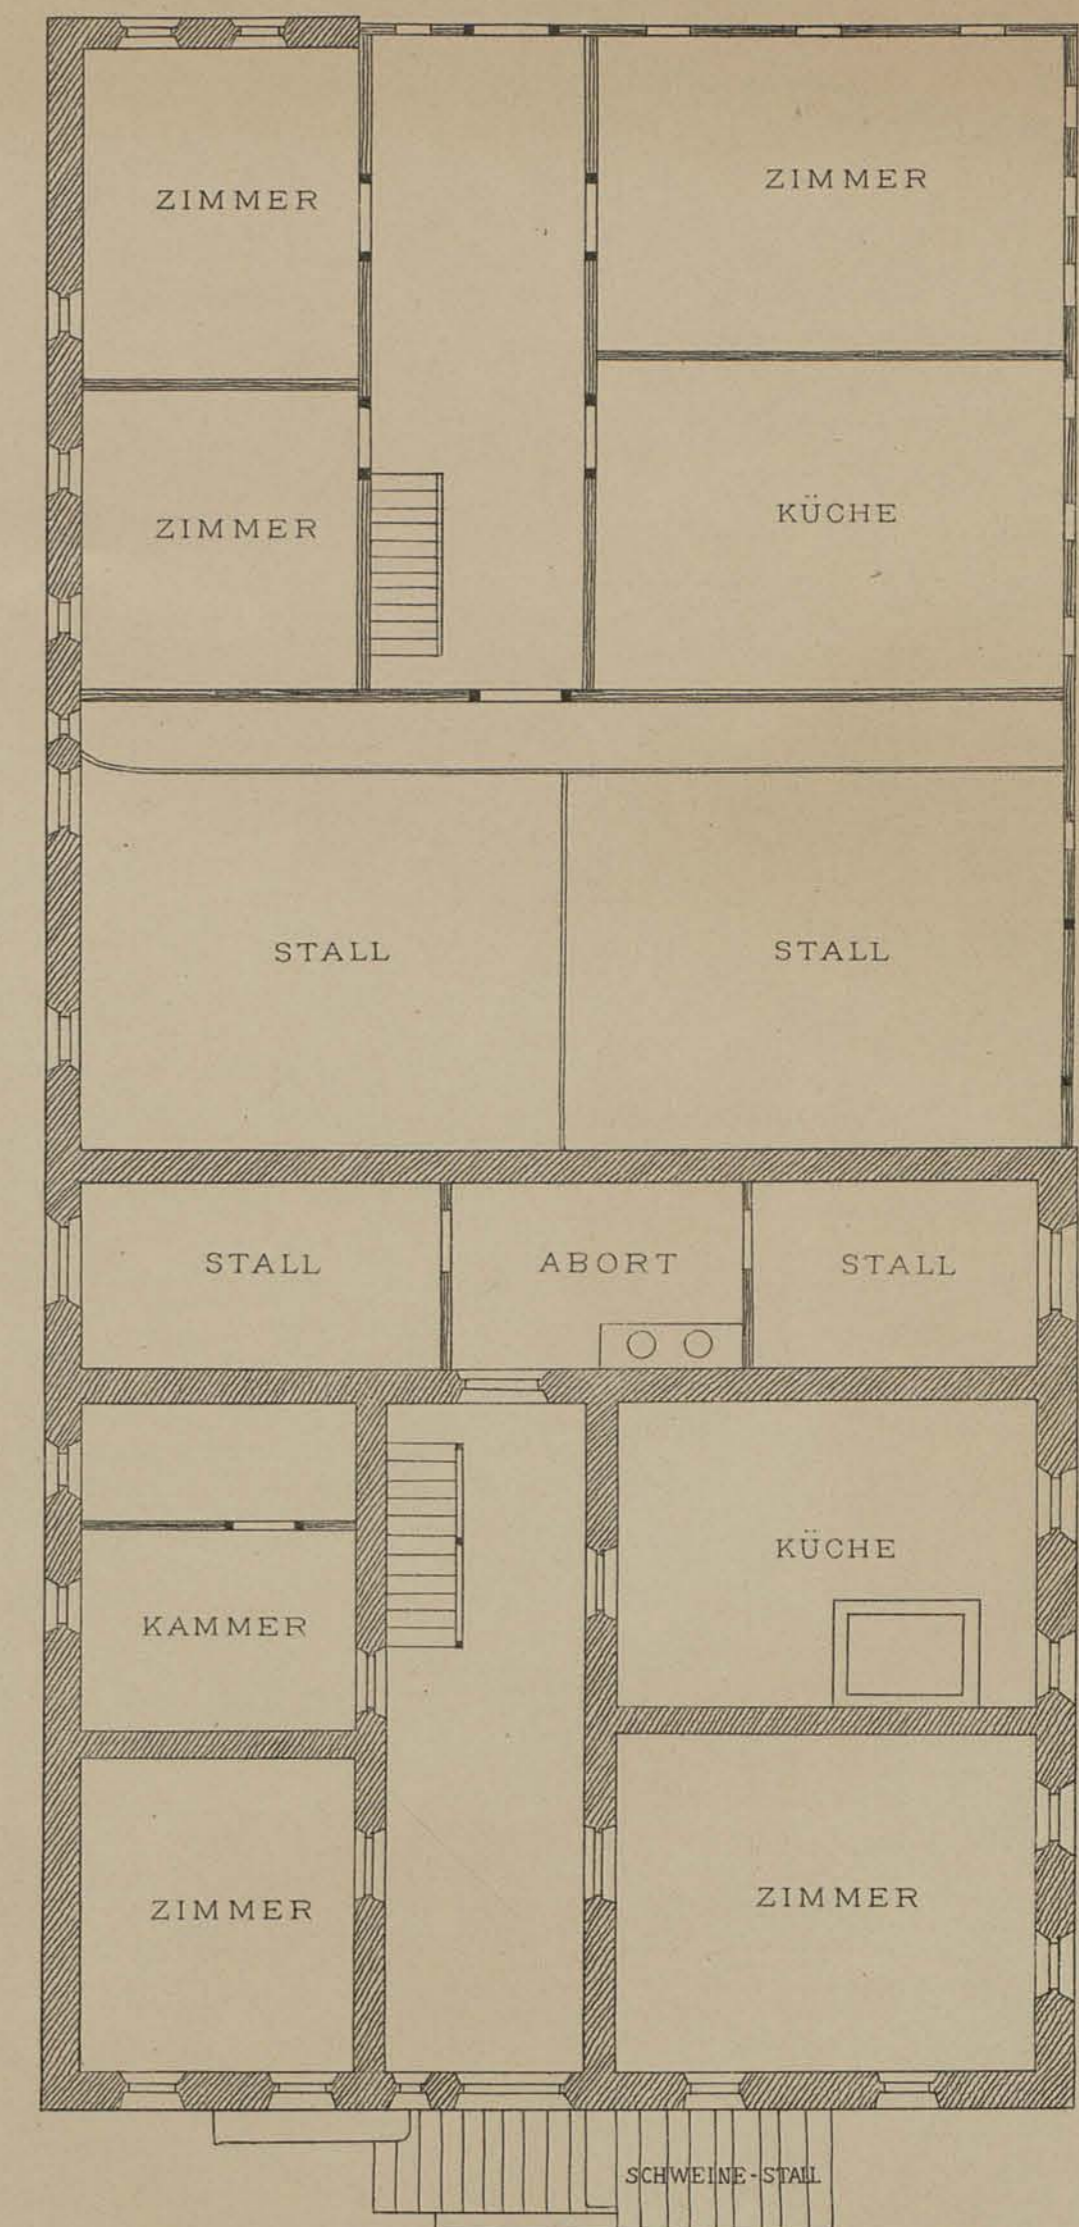 ZIMMER
ZIMMER
ZIMMER
KÜCHE
STALL
STALL
STALL
ABORT
STALL
KÜCHE
KAMMER
ZIMMER
ZIMMER
SCHWEINE-STALL